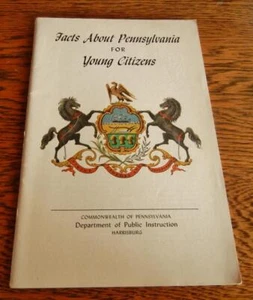 Facts About Pennsylvania
FOR
Young Citizens
COMMONWEALTH OF PENNSYLVANIA
Department of Public Instruction
HARRISBURG